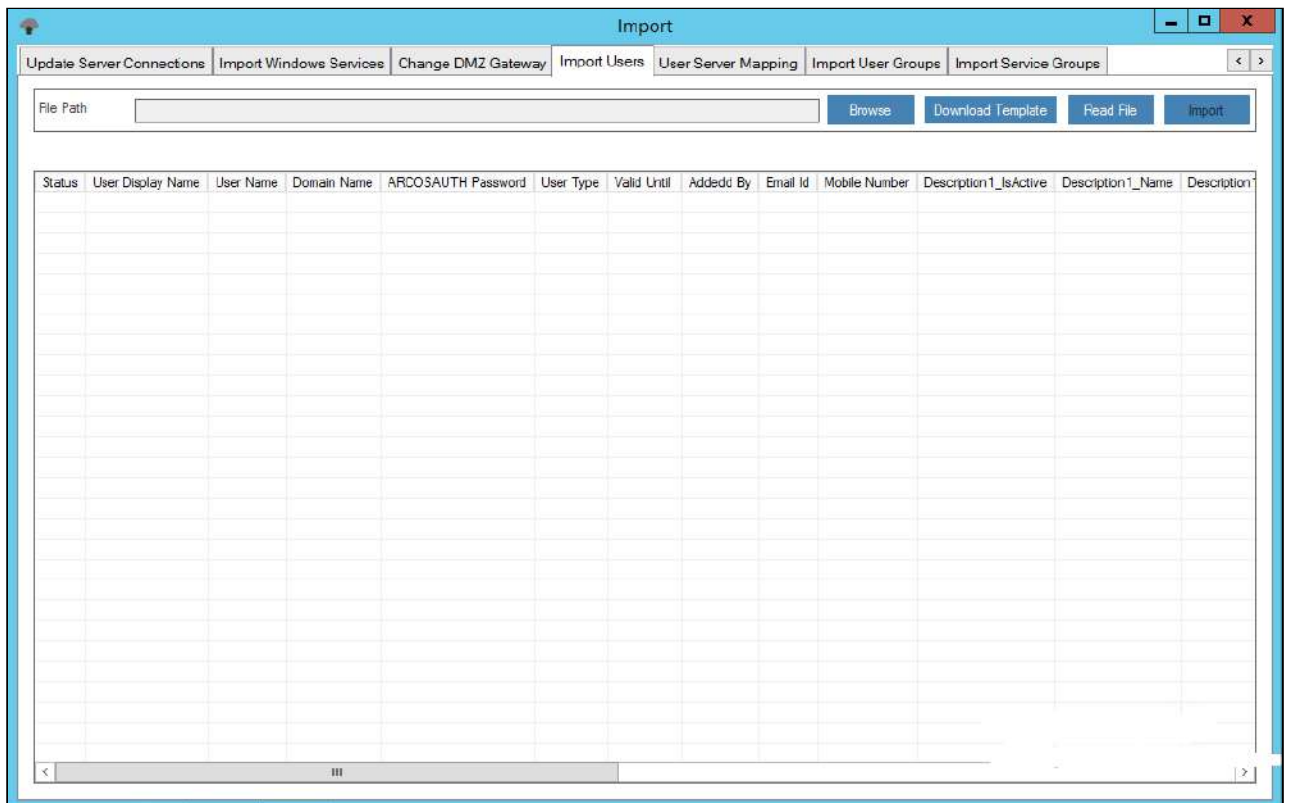 Import
Update Server Connections Import Windows Services Change DMZ Gateway Import Users User Server Mapping Import User Groups Import Service Groups
File Path Browse Download Template Read File Import
Status User Display Name User Name Domain Name ARCOSAUTH Password User Type Valid Until Addedd By Email Id Mobile Number Description1_IsActive Description1_Name Description1